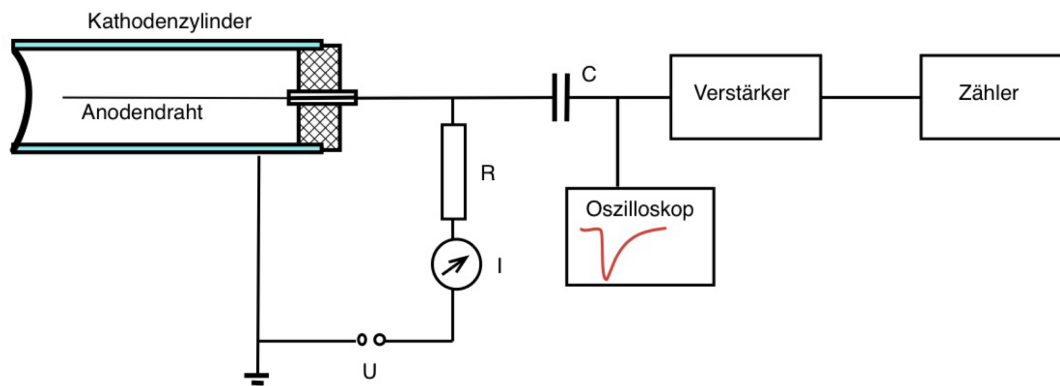 Kathodenzylinder
Anodendraht
C
Verstärker
Zähler
R
Oszilloskop
I
U